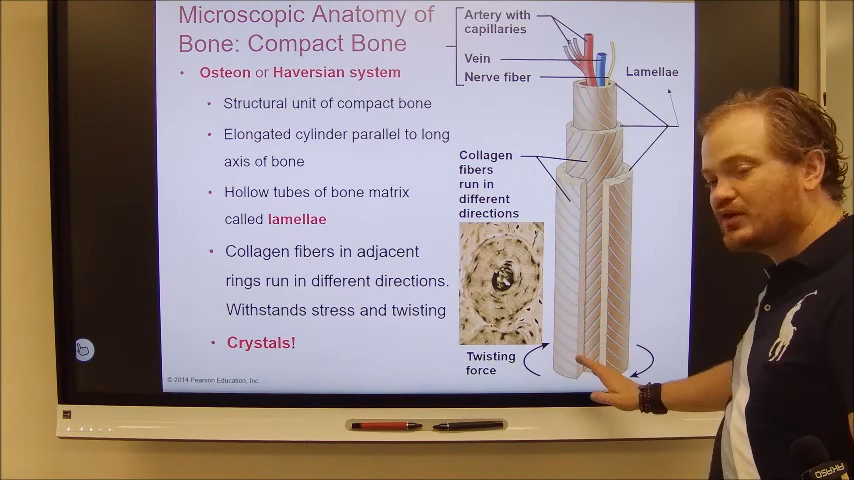 Microscopic Anatomy of
Bone: Compact Bone
• Osteon or Haversian system
• Structural unit of compact bone
• Elongated cylinder parallel to long
axis of bone
• Hollow tubes of bone matrix
called lamellae
• Collagen fibers in adjacent
rings run in different directions.
Withstands stress and twisting
• Crystals!
© 2014 Pearson Education, Inc
Artery with
capillaries
Vein
Nerve fiber
Lamellae
Collagen
fibers
run in
different
directions
Twisting
force